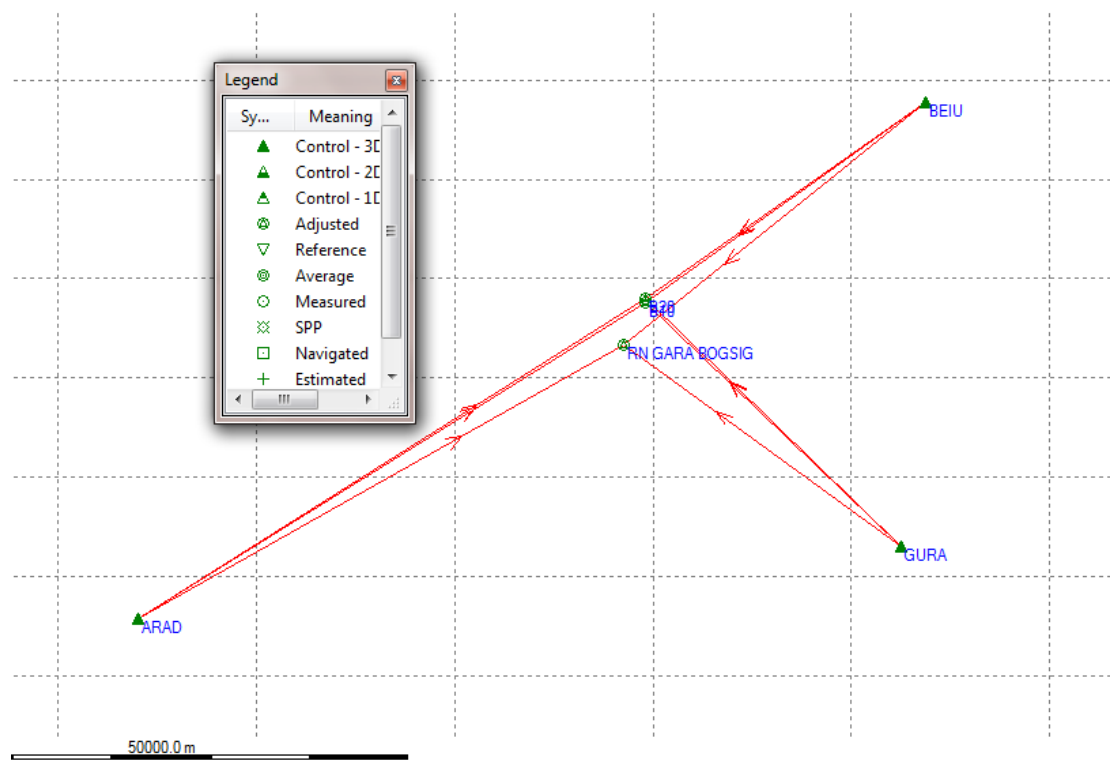 Legend
Sy... Meaning
Control - 3D
Control - 2D
Control - 1D
Adjusted
Reference
Average
Measured
SPP
Navigated
Estimated
BEIU
RN GARA BOGSIG
GURA
ARAD
50000.0 m